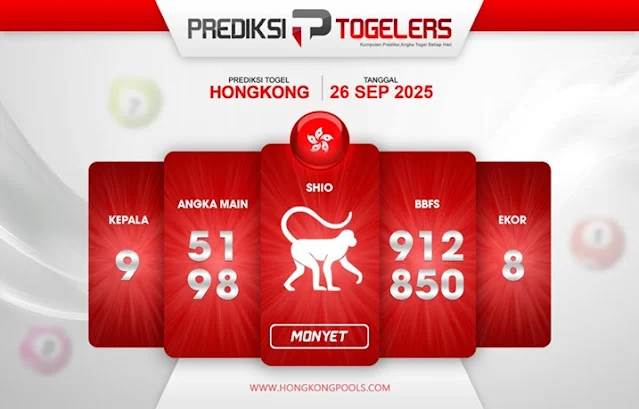 PREDIKSI TOGELERS
Kumpulan Prediksi Angka Togel Setiap Hari
PREDIKSI TOGEL
HONGKONG
TANGGAL
26 SEP 2025
KEPALA
9
ANGKA MAIN
51
98
SHIO
MONYET
BBFS
912
850
EKOR
8
WWW.HONGKONGPOOLS.COM